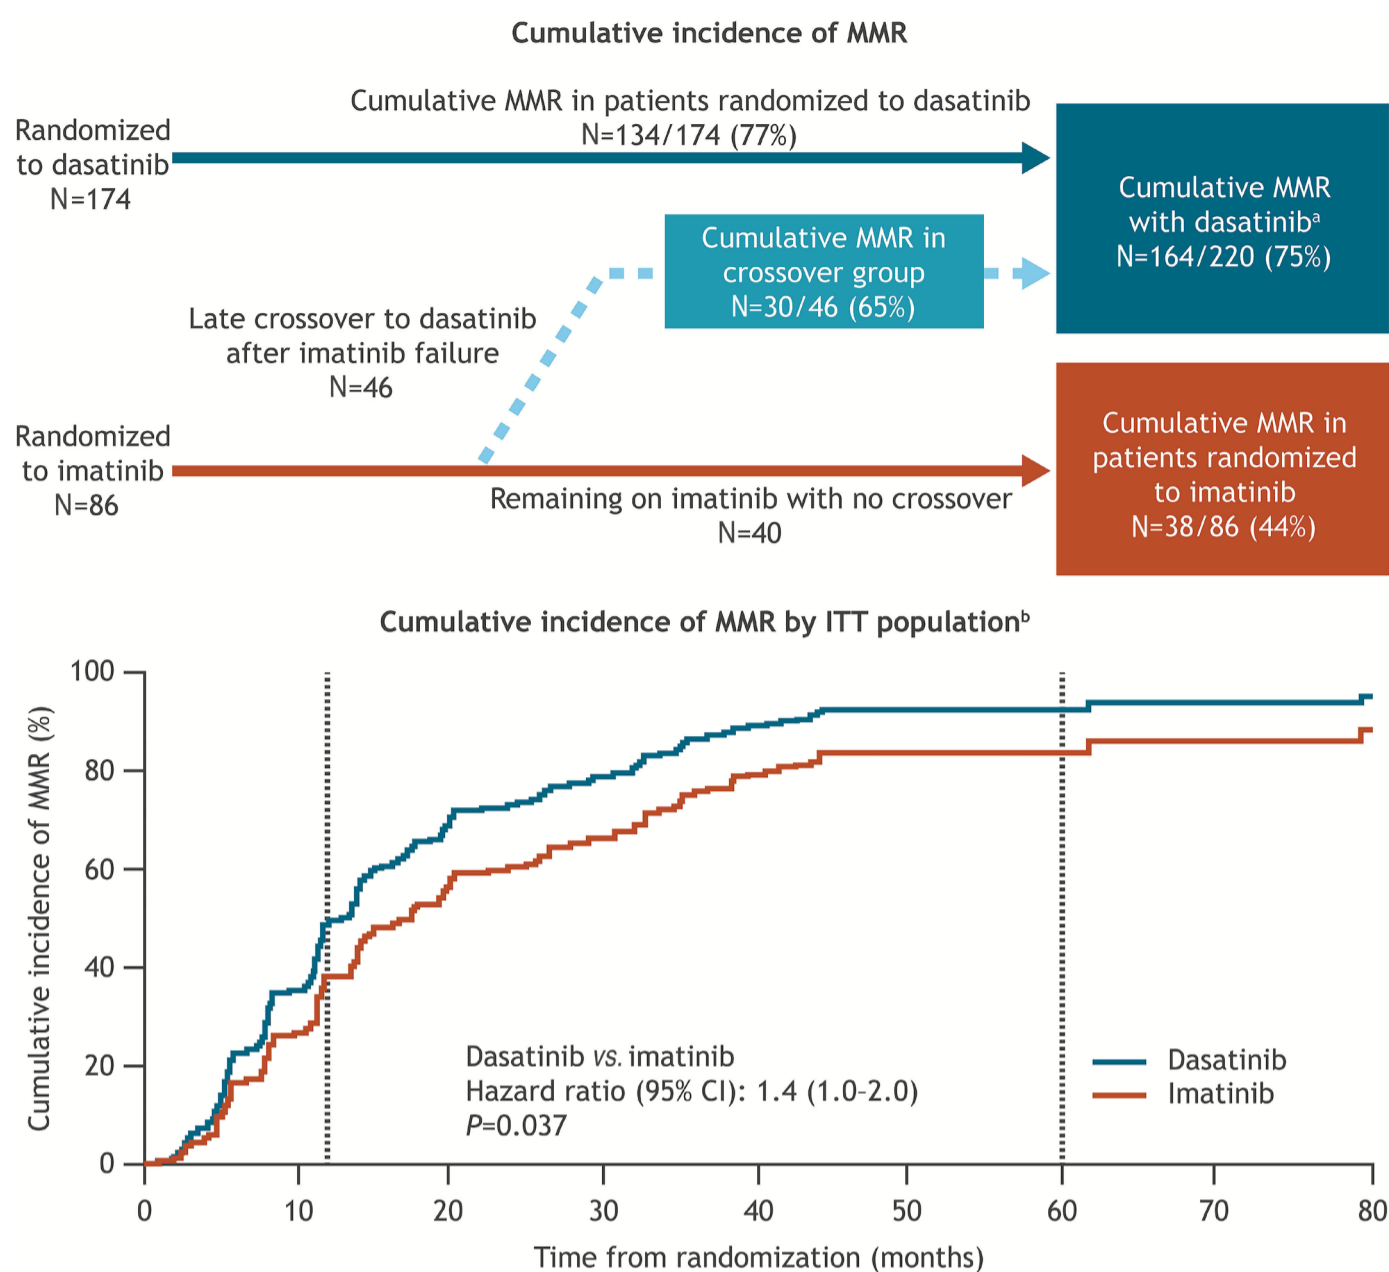 Cumulative incidence of MMR
Cumulative MMR in patients randomized to dasatinib
N=134/174 (77%)
Randomized
to dasatinib
N=174
Cumulative MMR
with dasatinibᵃ
N=164/220 (75%)
Cumulative MMR in
crossover group
N=30/46 (65%)
Late crossover to dasatinib
after imatinib failure
N=46
Randomized
to imatinib
N=86
Remaining on imatinib with no crossover
N=40
Cumulative MMR in
patients randomized
to imatinib
N=38/86 (44%)
Cumulative incidence of MMR by ITT populationᵇ
Cumulative incidence of MMR (%)
100
80
60
40
20
0
Dasatinib vs. imatinib
Hazard ratio (95% CI): 1.4 (1.0–2.0)
P=0.037
Dasatinib
Imatinib
0 10 20 30 40 50 60 70 80
Time from randomization (months)